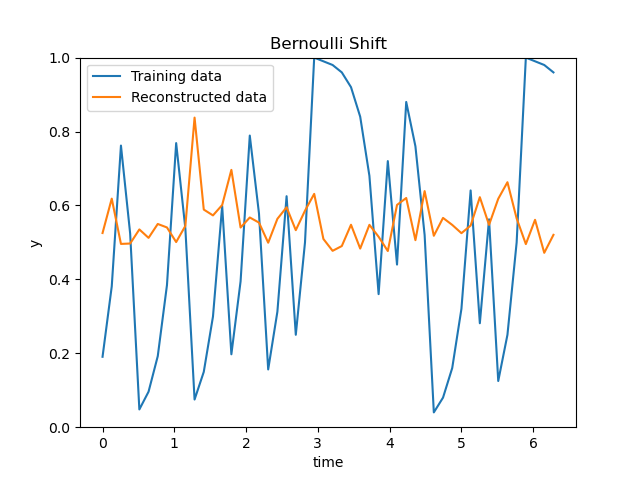 Bernoulli Shift
Training data
Reconstructed data
1.0
0.8
0.6
0.4
0.2
0.0
y
0 1 2 3 4 5 6
time